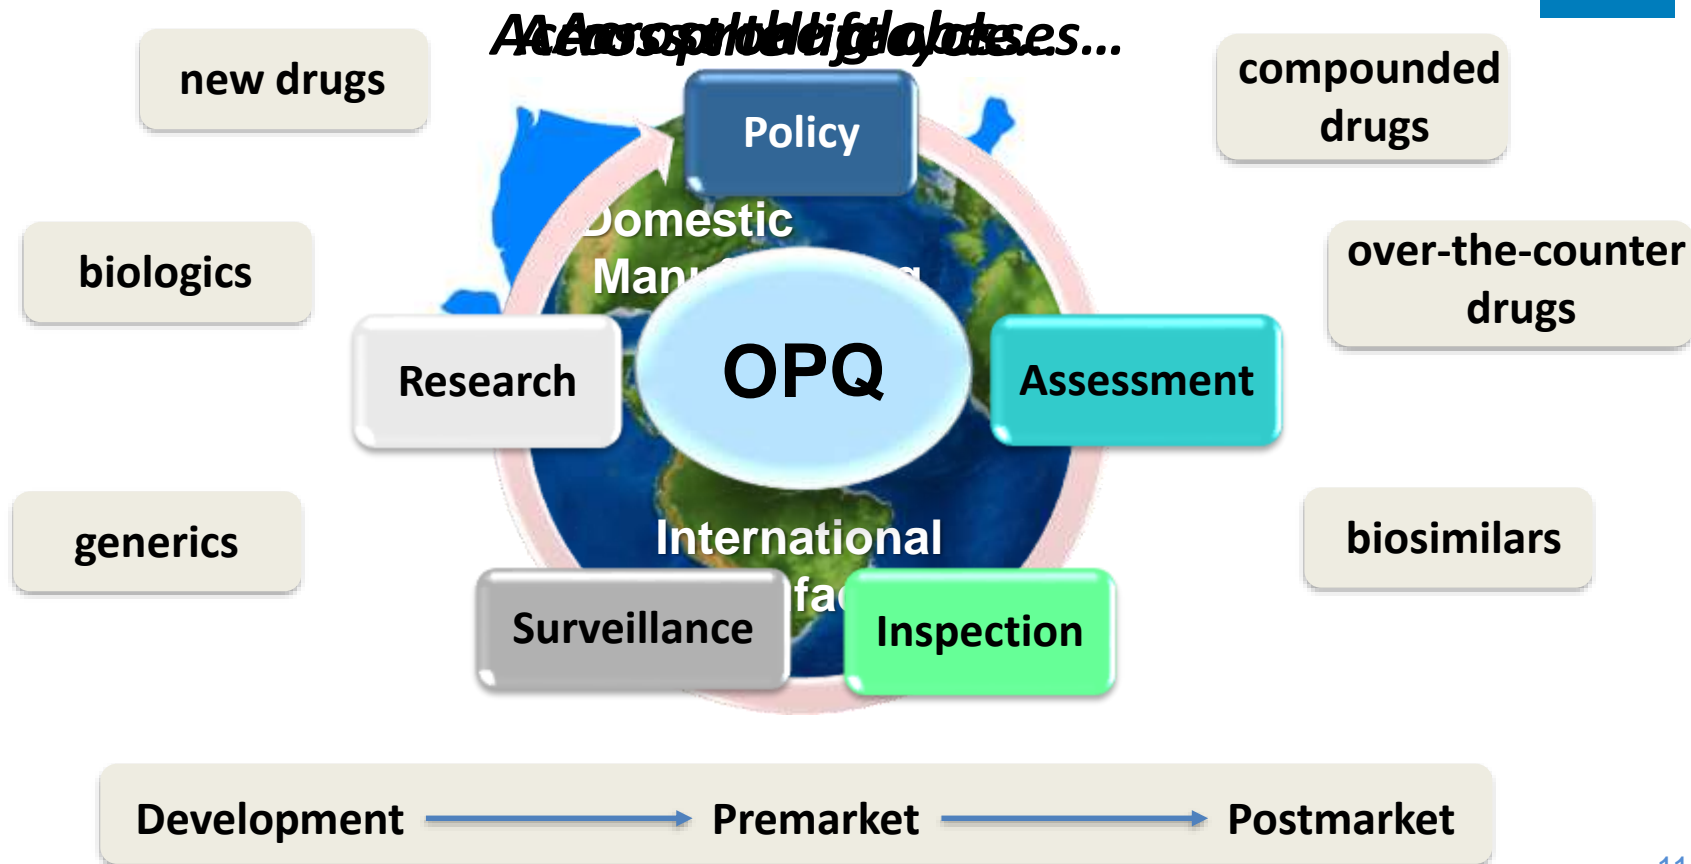 new drugs
compounded
drugs
Policy
Domestic
biologics
over-the-counter
drugs
Research
OPQ
Assessment
International
generics
biosimilars
Surveillance
Inspection
Development
Premarket
Postmarket
11